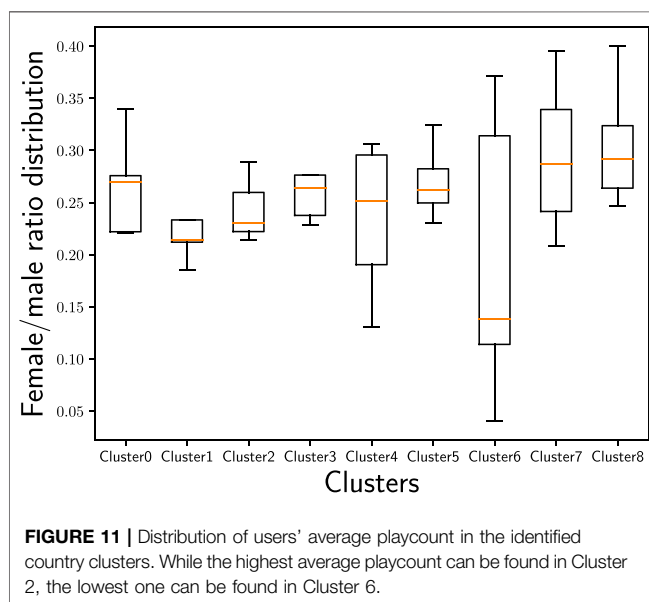 0.40
0.35
0.30
0.25
0.20
0.15
0.10
0.05
Female/male ratio distribution
Cluster0 Cluster1 Cluster2 Cluster3 Cluster4 Cluster5 Cluster6 Cluster7 Cluster8
Clusters
FIGURE 11 | Distribution of users’ average playcount in the identified
country clusters. While the highest average playcount can be found in Cluster
2, the lowest one can be found in Cluster 6.